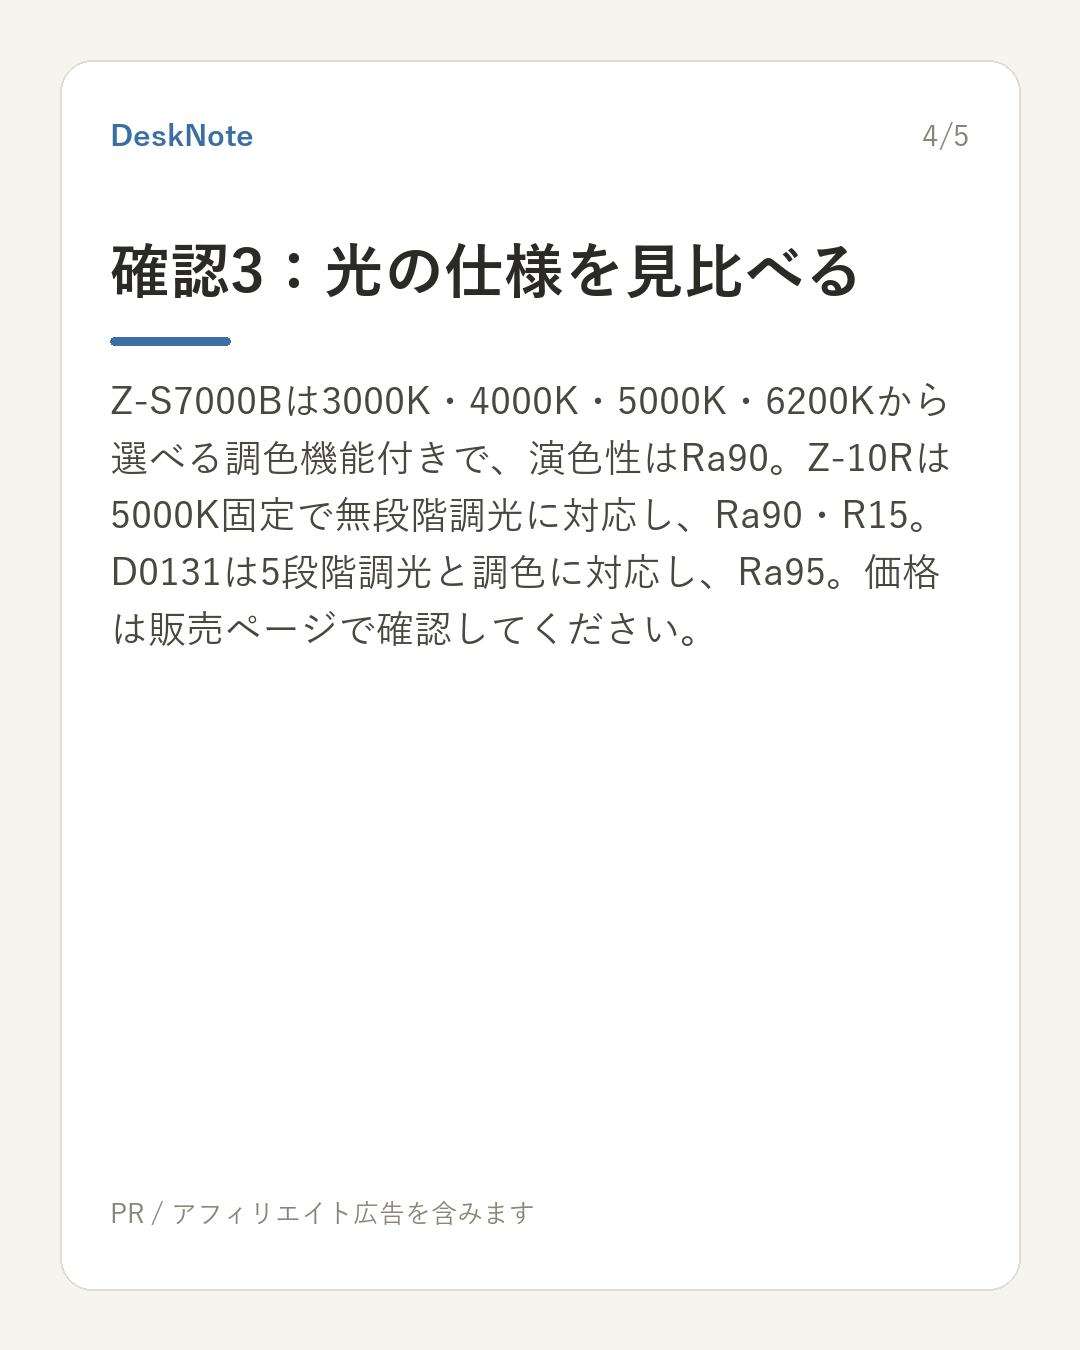 DeskNote
4/5
確認3：光の仕様を見比べる
Z-S7000Bは3000K・4000K・5000K・6200Kから
選べる調色機能付きで、演色性はRa90。Z-10Rは
5000K固定で無段階調光に対応し、Ra90・R15。
D0131は5段階調光と調色に対応し、Ra95。価格
は販売ページで確認してください。
PR / アフィリエイト広告を含みます